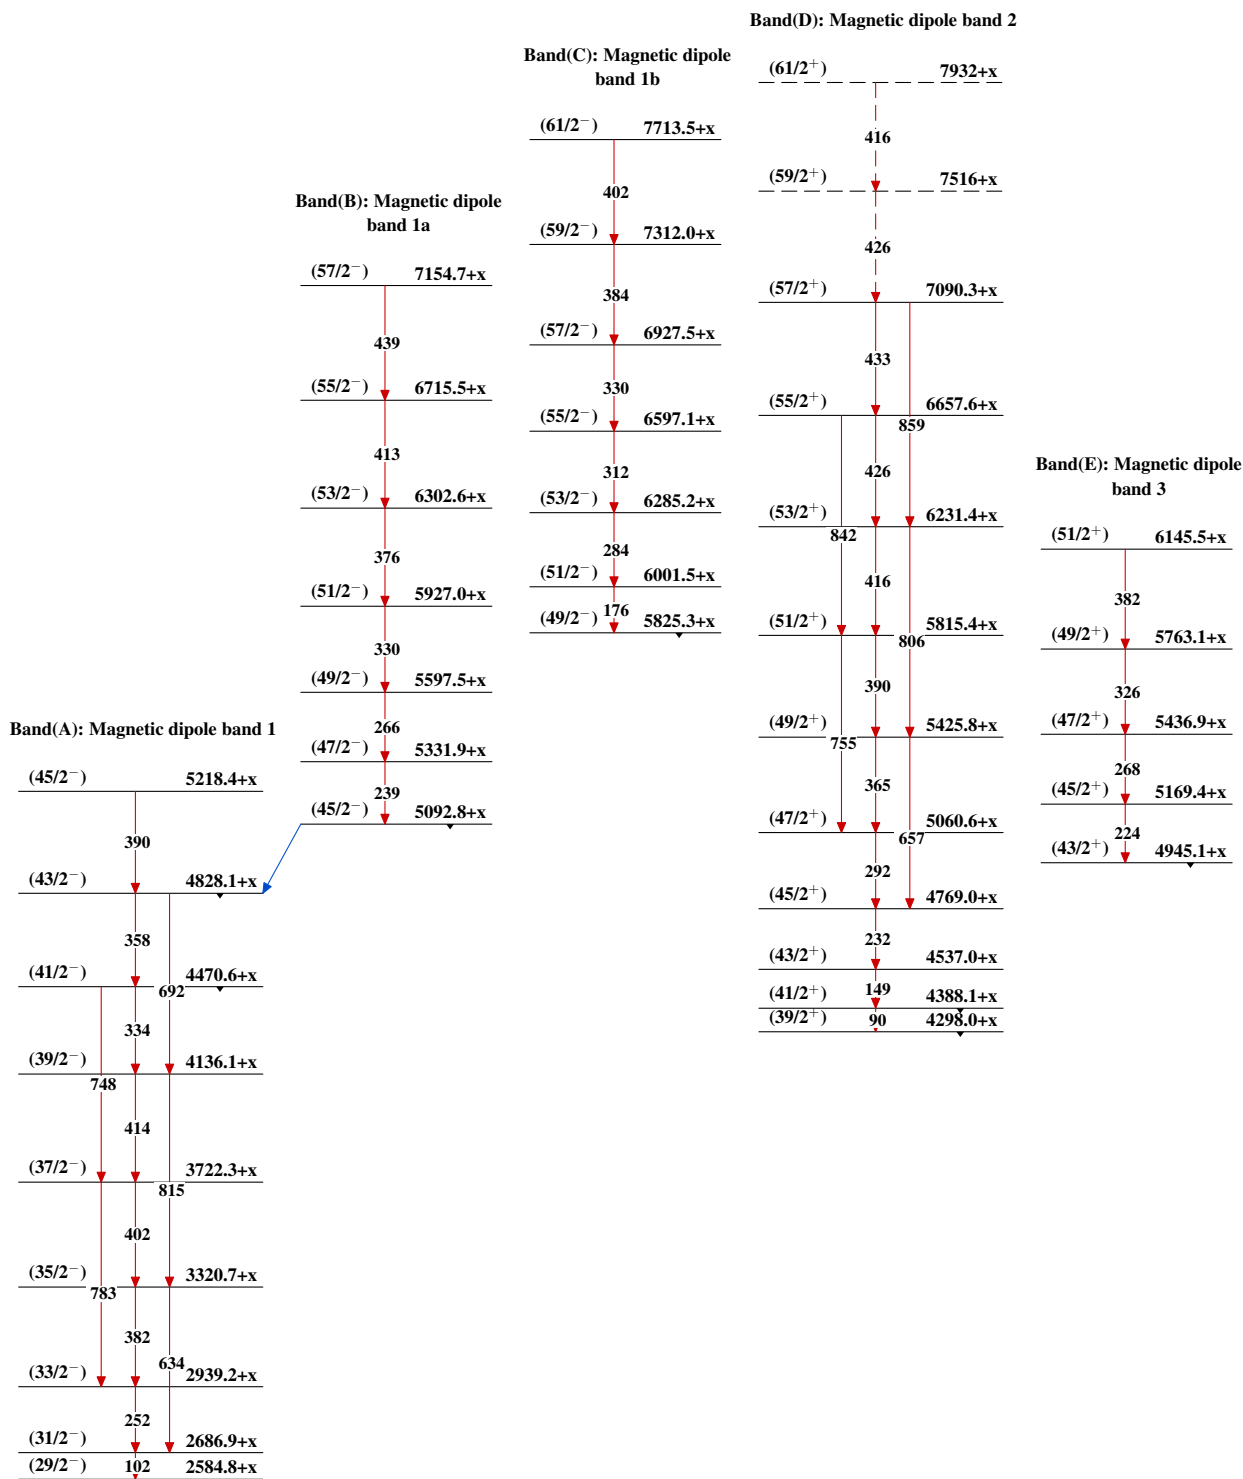 Band(D): Magnetic dipole band 2
(61/2⁺) 7932+x
416
(59/2⁺) 7516+x
426
(57/2⁺) 7090.3+x
433
(55/2⁺) 6657.6+x
859
426
(53/2⁺) 6231.4+x
842
416
(51/2⁺) 5815.4+x
806
390
(49/2⁺) 5425.8+x
755
365
(47/2⁺) 5060.6+x
657
292
(45/2⁺) 4769.0+x
232
(43/2⁺) 4537.0+x
149
(41/2⁺) 4388.1+x
(39/2⁺) 90 4298.0+x
Band(C): Magnetic dipole
band 1b
(61/2⁻) 7713.5+x
402
(59/2⁻) 7312.0+x
384
(57/2⁻) 6927.5+x
330
(55/2⁻) 6597.1+x
312
(53/2⁻) 6285.2+x
284
(51/2⁻) 6001.5+x
176
(49/2⁻) 5825.3+x
Band(B): Magnetic dipole
band 1a
(57/2⁻) 7154.7+x
439
(55/2⁻) 6715.5+x
413
(53/2⁻) 6302.6+x
376
(51/2⁻) 5927.0+x
330
(49/2⁻) 5597.5+x
266
(47/2⁻) 5331.9+x
239
(45/2⁻) 5092.8+x
Band(E): Magnetic dipole
band 3
(51/2⁺) 6145.5+x
382
(49/2⁺) 5763.1+x
326
(47/2⁺) 5436.9+x
268
(45/2⁺) 5169.4+x
224
(43/2⁺) 4945.1+x
Band(A): Magnetic dipole band 1
(45/2⁻) 5218.4+x
390
(43/2⁻) 4828.1+x
358
(41/2⁻) 4470.6+x
692
334
(39/2⁻) 4136.1+x
748
414
(37/2⁻) 3722.3+x
815
402
(35/2⁻) 3320.7+x
783
382
634
(33/2⁻) 2939.2+x
252
(31/2⁻) 2686.9+x
(29/2⁻) 102 2584.8+x